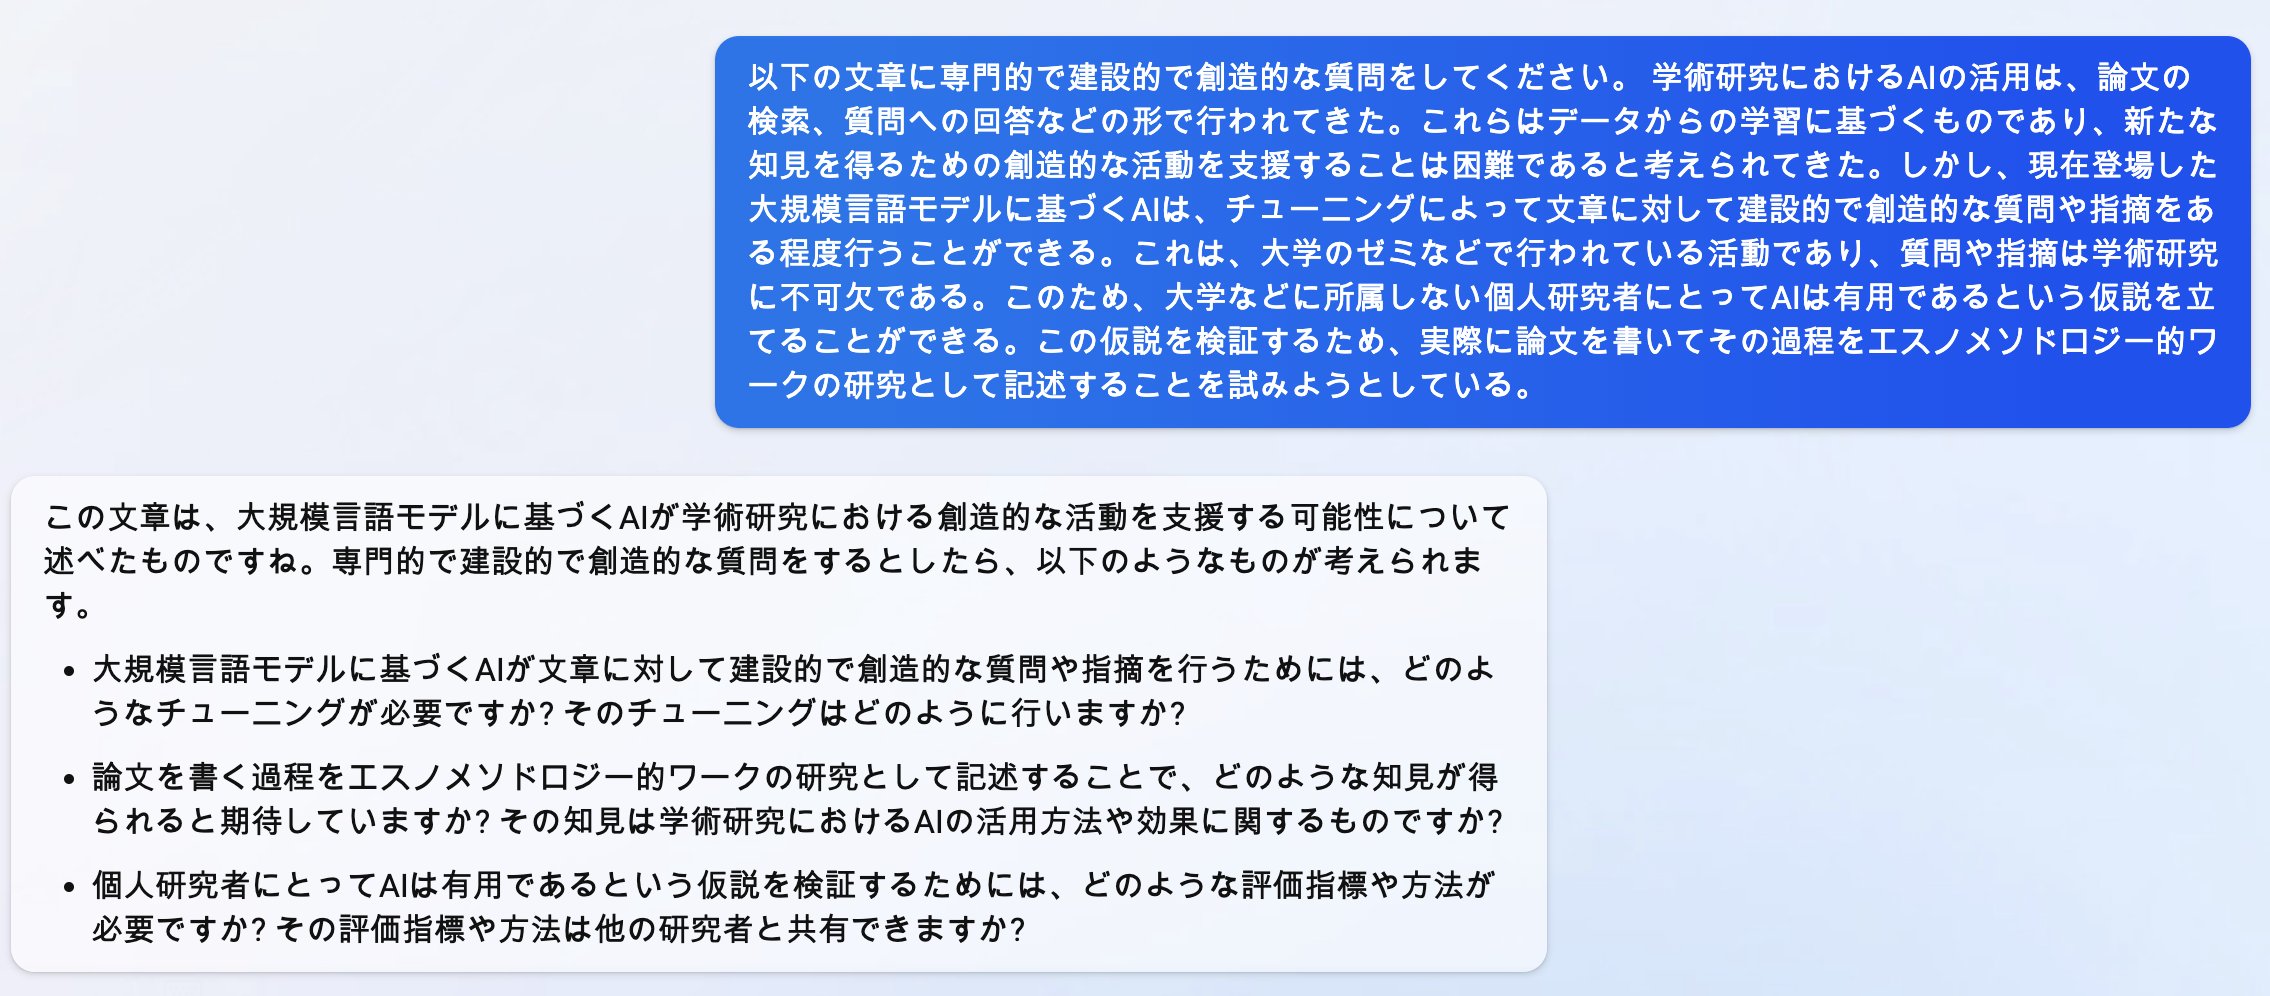 以下の文章に専門的で建設的で創造的な質問をしてください。 学術研究におけるAIの活用は、論文の
検索、質問への回答などの形で行われてきた。これらはデータからの学習に基づくものであり、新たな
知見を得るための創造的な活動を支援することは困難であると考えられてきた。しかし、現在登場した
大規模言語モデルに基づくAIは、チューニングによって文章に対して建設的で創造的な質問や指摘をあ
る程度行うことができる。これは、大学のゼミなどで行われている活動であり、質問や指摘は学術研究
に不可欠である。このため、大学などに所属しない個人研究者にとってAIは有用であるという仮説を立
てることができる。この仮説を検証するため、実際に論文を書いてその過程をエスノメソドロジー的ワ
ークの研究として記述することを試みようとしている。
この文章は、大規模言語モデルに基づくAIが学術研究における創造的な活動を支援する可能性について
述べたものですね。専門的で建設的で創造的な質問をするとしたら、以下のようなものが考えられま
す。
• 大規模言語モデルに基づくAIが文章に対して建設的で創造的な質問や指摘を行うためには、どのよ
うなチューニングが必要ですか? そのチューニングはどのように行いますか?
• 論文を書く過程をエスノメソドロジー的ワークの研究として記述することで、どのような知見が得
られると期待していますか? その知見は学術研究におけるAIの活用方法や効果に関するものですか?
• 個人研究者にとってAIは有用であるという仮説を検証するためには、どのような評価指標や方法が
必要ですか? その評価指標や方法は他の研究者と共有できますか?